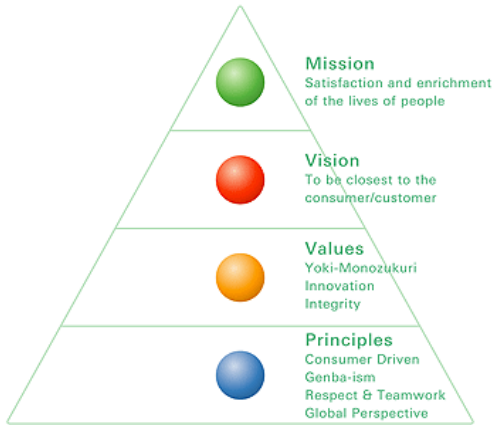 Mission
Satisfaction and enrichment
of the lives of people
Vision
To be closest to the
consumer/customer
Values
Yoki-Monozukuri
Innovation
Integrity
Principles
Consumer Driven
Genba-ism
Respect & Teamwork
Global Perspective